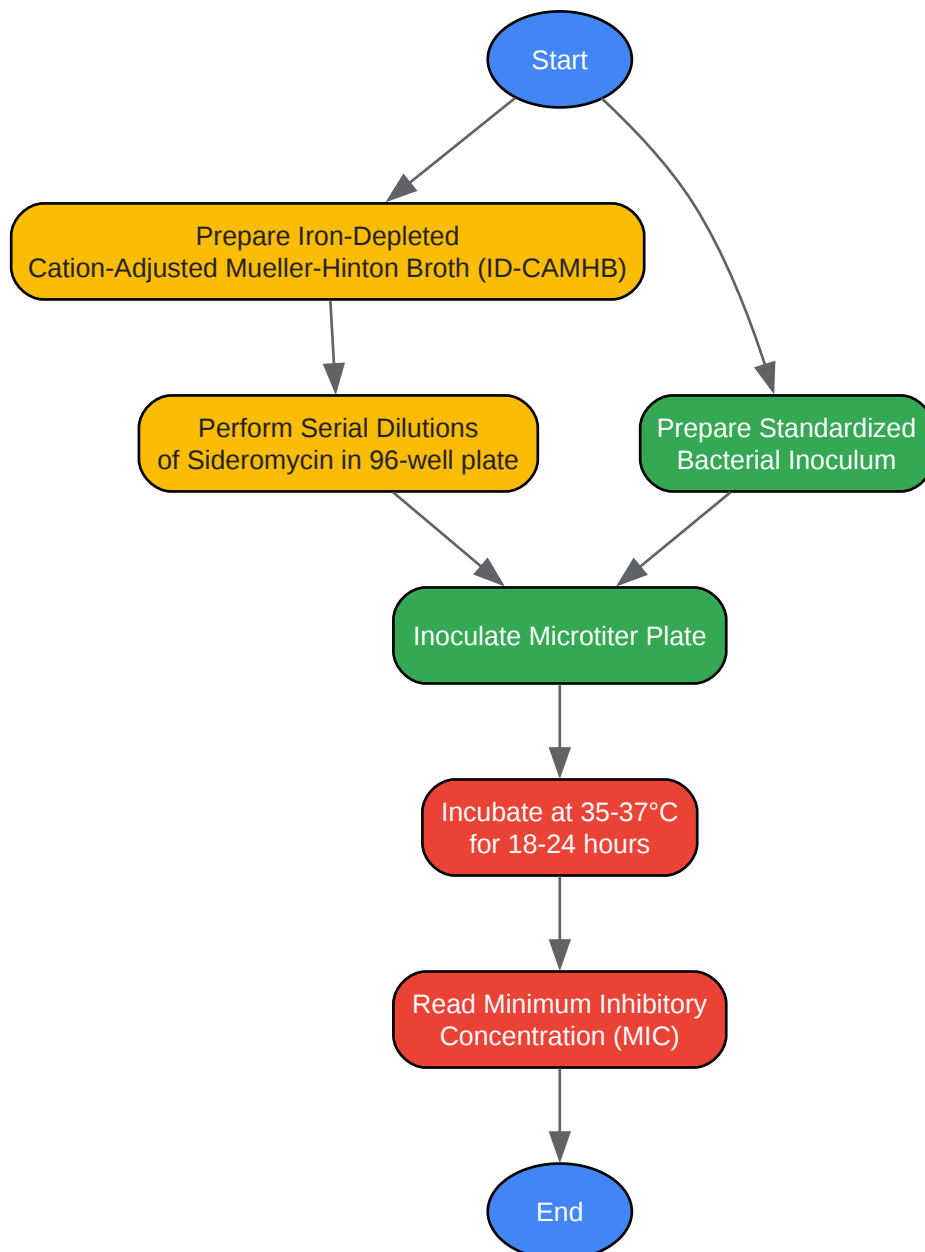 Start
Prepare Iron-Depleted
Cation-Adjusted Mueller-Hinton Broth (ID-CAMHB)
Perform Serial Dilutions
of Sideromycin in 96-well plate
Prepare Standardized
Bacterial Inoculum
Inoculate Microtiter Plate
Incubate at 35-37°C
for 18-24 hours
Read Minimum Inhibitory
Concentration (MIC)
End